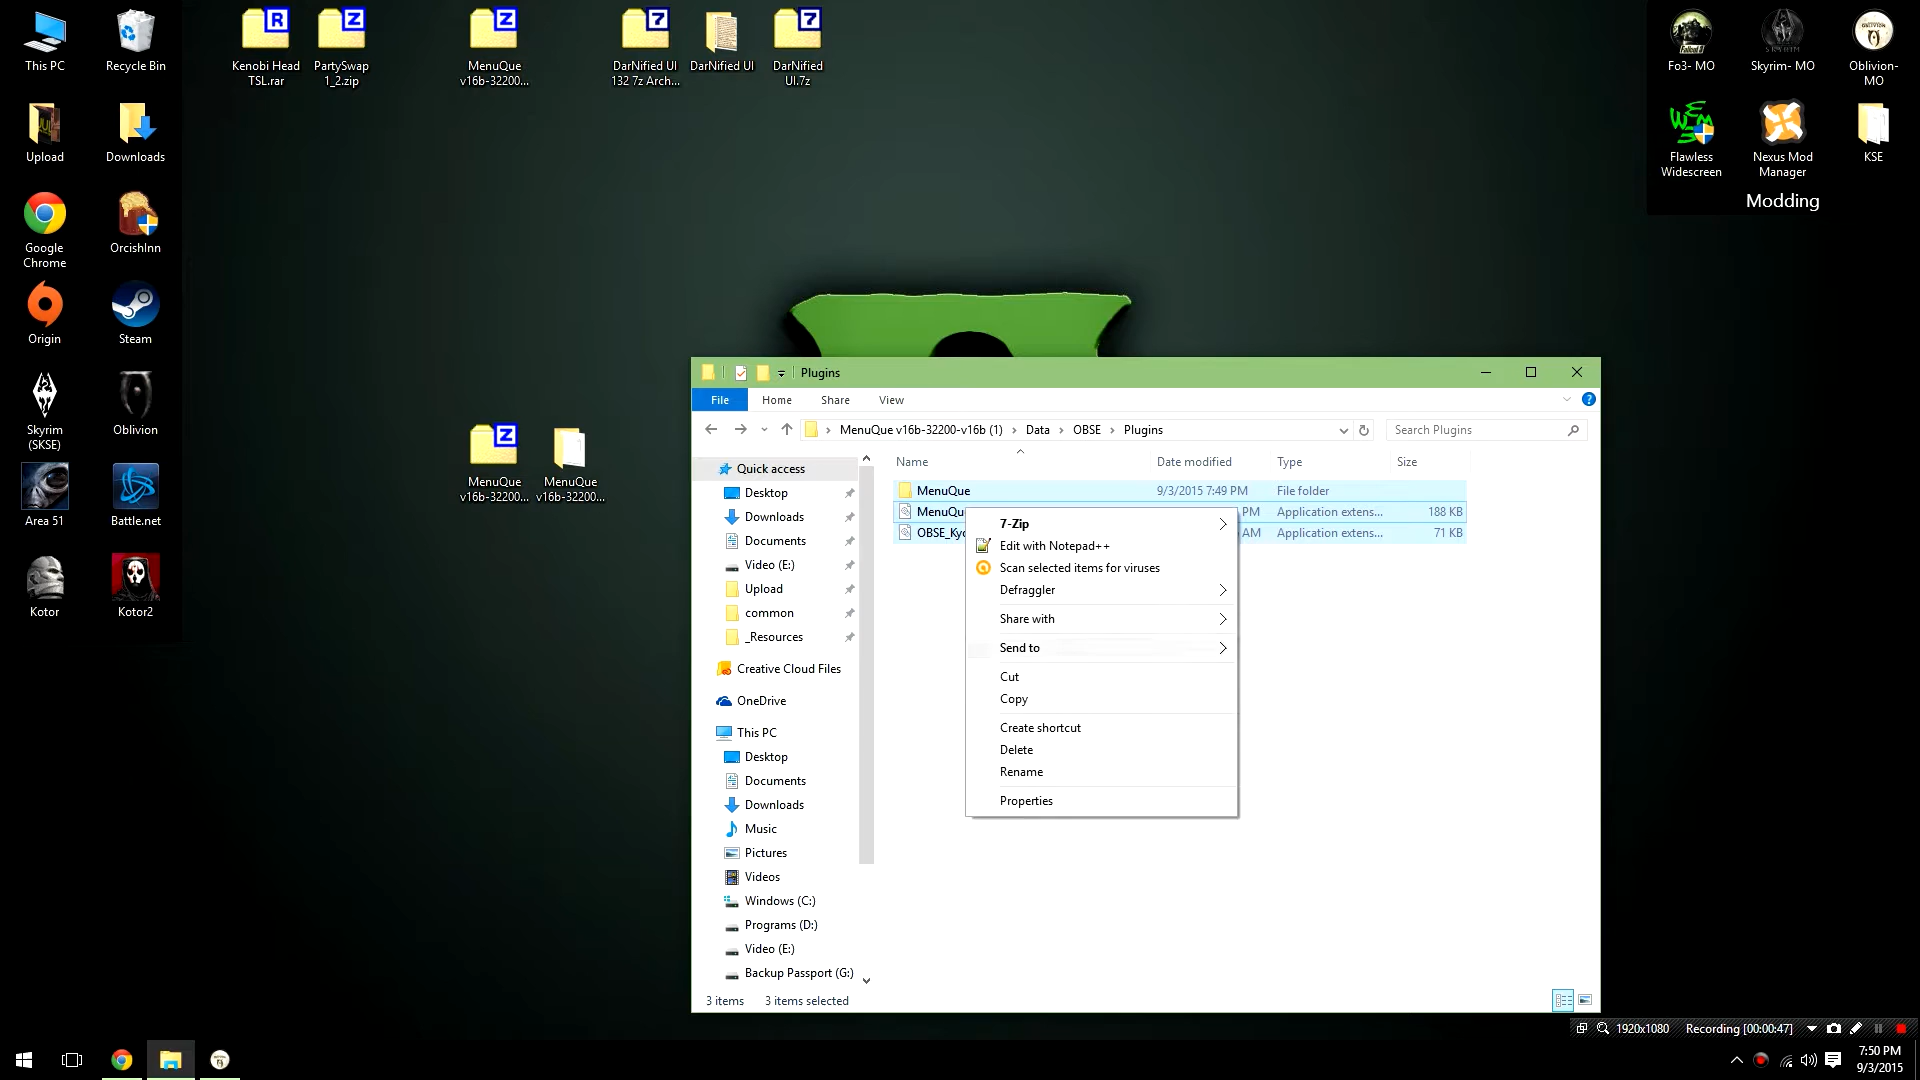 This PC
Recycle Bin
Kenobi Head
TSL.rar
PartySwap
1_2.zip
MenuQue
v16b-32200...
DarNified UI
132 7z Arch...
DarNified UI
DarNified
UI.7z
Fo3- MO
Skyrim- MO
Oblivion-
MO
Upload
Downloads
Flawless
Widescreen
Nexus Mod
Manager
KSE
Modding
Google
Chrome
OrcishInn
Origin
Steam
Skyrim
(SKSE)
Oblivion
Area 51
Battle.net
Kotor
Kotor2
MenuQue
v16b-32200...
MenuQue
v16b-32200...
Plugins
File Home Share View
MenuQue v16b-32200-v16b (1) Data OBSE Plugins
Search Plugins
Name Date modified Type Size
MenuQue 9/3/2015 7:49 PM File folder
MenuQu PM Application extens... 188 KB
OBSE_Kyo AM Application extens... 71 KB
Quick access
Desktop
Downloads
Documents
Video (E:)
Upload
common
_Resources
Creative Cloud Files
OneDrive
This PC
Desktop
Documents
Downloads
Music
Pictures
Videos
Windows (C:)
Programs (D:)
Video (E:)
Backup Passport (G:)
7-Zip
Edit with Notepad++
Scan selected items for viruses
Defraggler
Share with
Send to
Cut
Copy
Create shortcut
Delete
Rename
Properties
3 items 3 items selected
1920x1080 Recording [00:00:47]
7:50 PM
9/3/2015